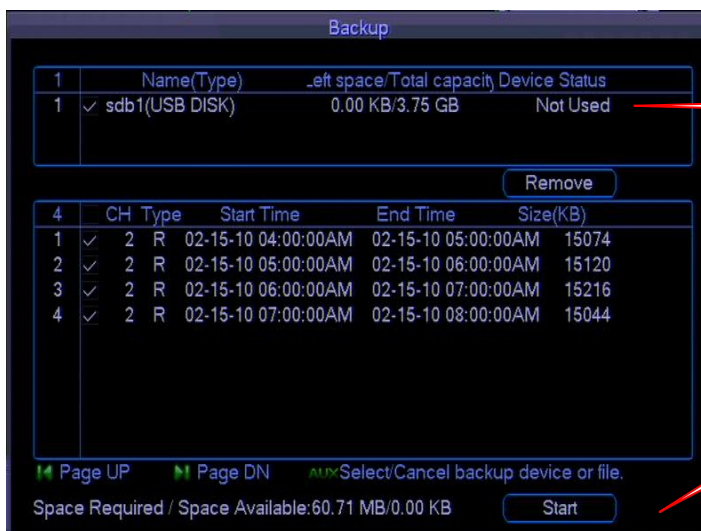 Backup
1 Name(Type) Left space/Total capacity Device Status
1 sdb1(USB DISK) 0.00 KB/3.75 GB Not Used
Remove
4 CH Type Start Time End Time Size(KB)
1 2 R 02-15-10 04:00:00AM 02-15-10 05:00:00AM 15074
2 2 R 02-15-10 05:00:00AM 02-15-10 06:00:00AM 15120
3 2 R 02-15-10 06:00:00AM 02-15-10 07:00:00AM 15216
4 2 R 02-15-10 07:00:00AM 02-15-10 08:00:00AM 15044
Page UP Page DN AUX Select/Cancel backup device or file.
Space Required / Space Available:60.71 MB/0.00 KB Start